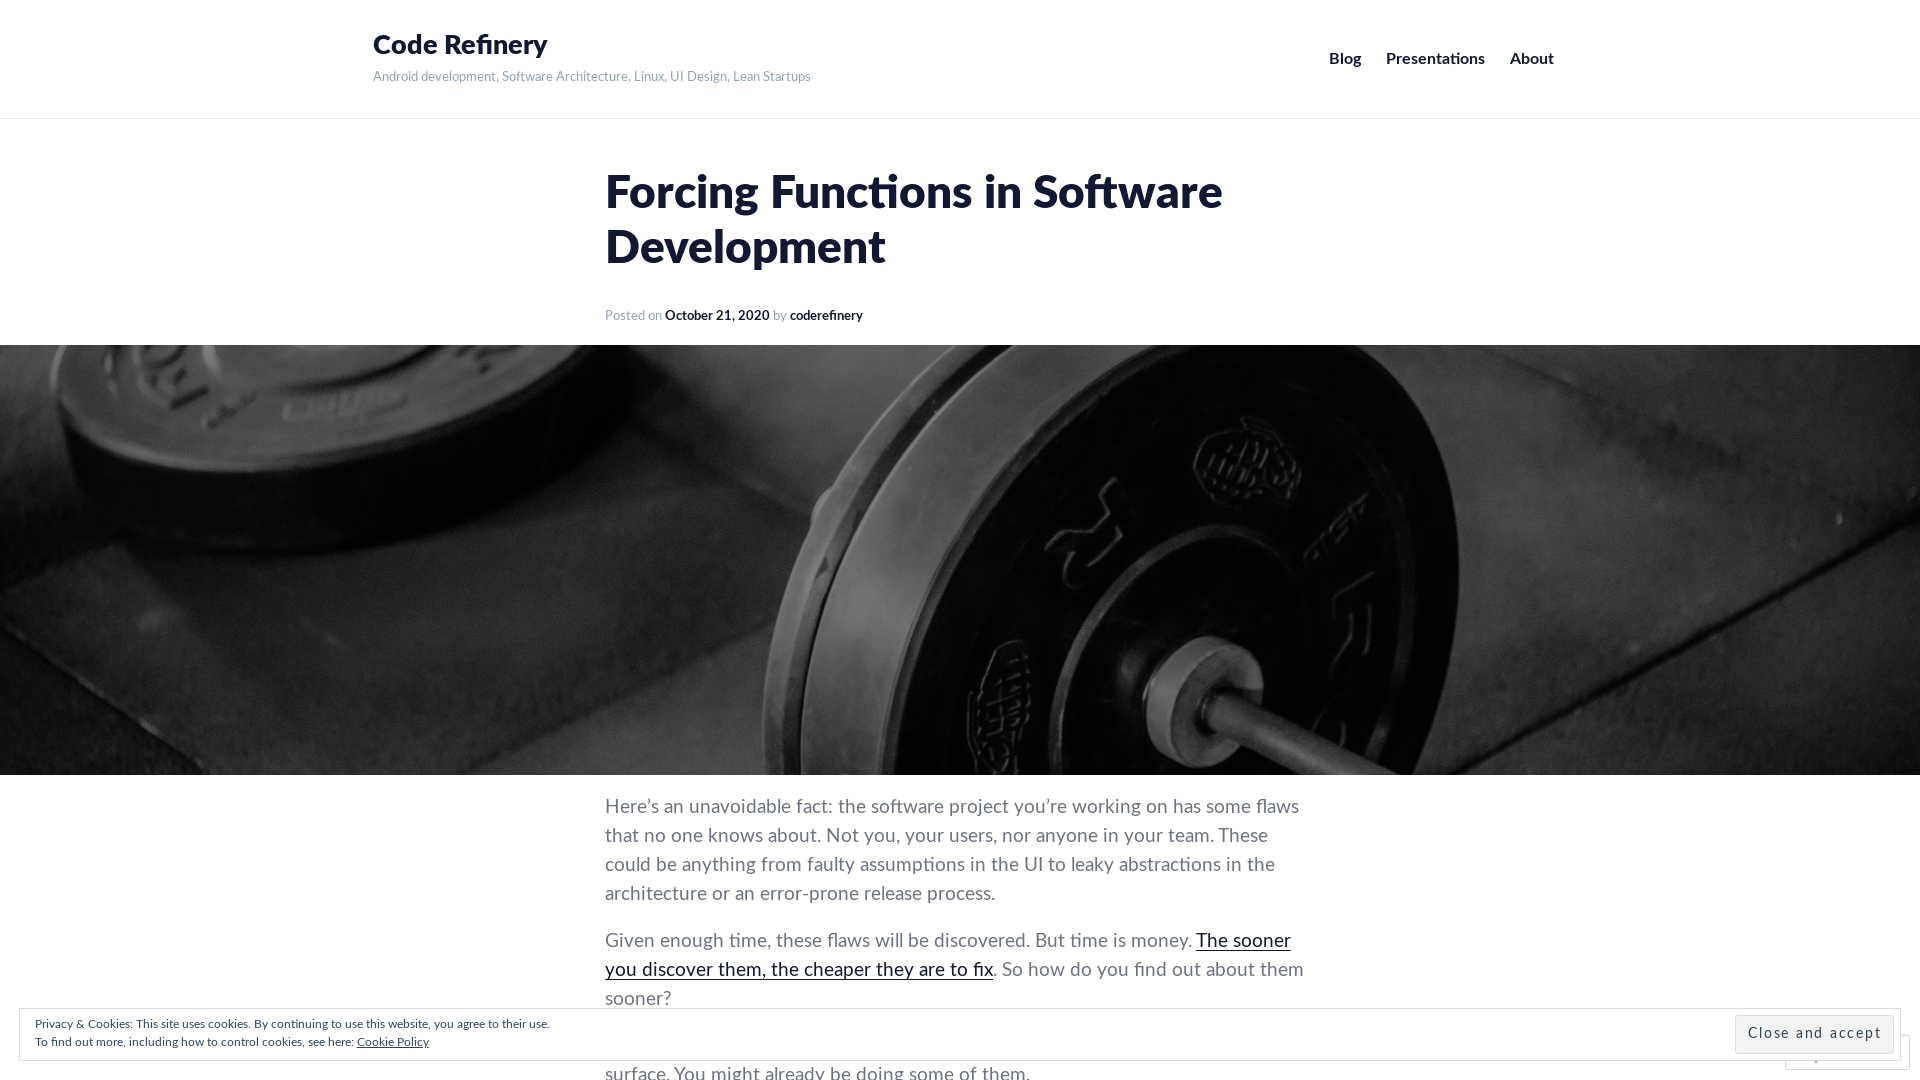 Code Refinery
Android development, Software Architecture, Linux, UI Design, Lean Startups
Blog
Presentations
About
Forcing Functions in Software
Development
Posted on October 21, 2020 by coderefinery
Here’s an unavoidable fact: the software project you’re working on has some flaws
that no one knows about. Not you, your users, nor anyone in your team. These
could be anything from faulty assumptions in the UI to leaky abstractions in the
architecture or an error-prone release process.
Given enough time, these flaws will be discovered. But time is money. The sooner
you discover them, the cheaper they are to fix. So how do you find out about them
sooner?
Privacy & Cookies: This site uses cookies. By continuing to use this website, you agree to their use.
To find out more, including how to control cookies, see here: Cookie Policy
Close and accept
surface. You might already be doing some of them.